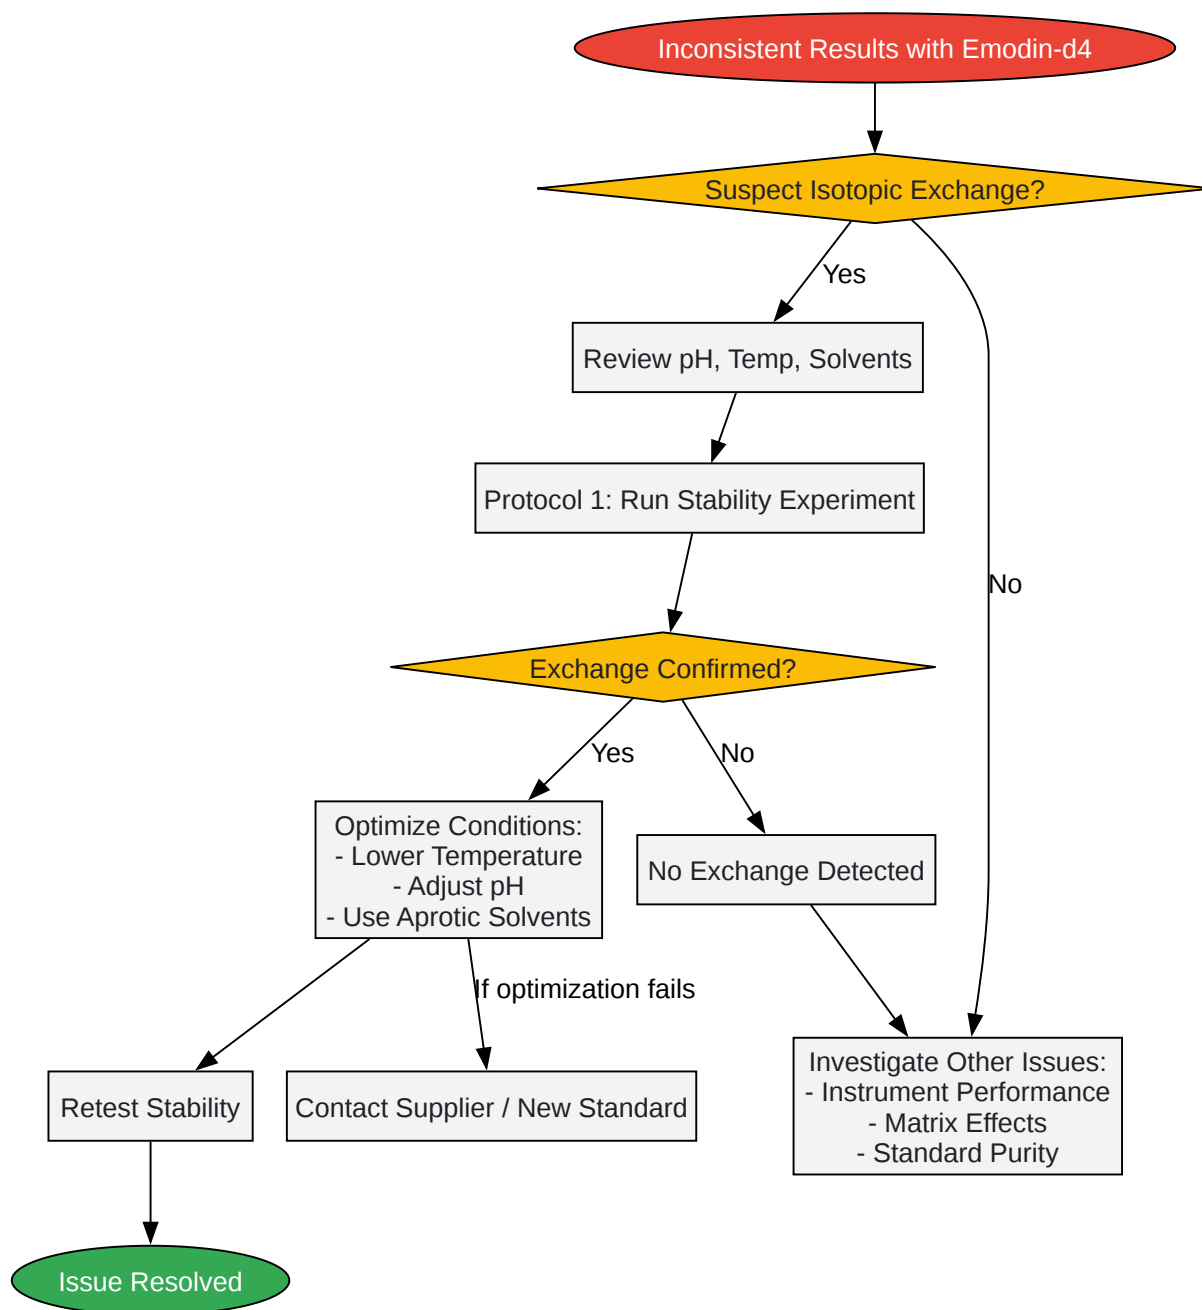 Inconsistent Results with Emodin-d4
Suspect Isotopic Exchange?
Yes
Review pH, Temp, Solvents
Protocol 1: Run Stability Experiment
No
Exchange Confirmed?
Yes
No
Optimize Conditions:
- Lower Temperature
- Adjust pH
- Use Aprotic Solvents
No Exchange Detected
If optimization fails
Investigate Other Issues:
- Instrument Performance
- Matrix Effects
- Standard Purity
Retest Stability
Contact Supplier / New Standard
Issue Resolved